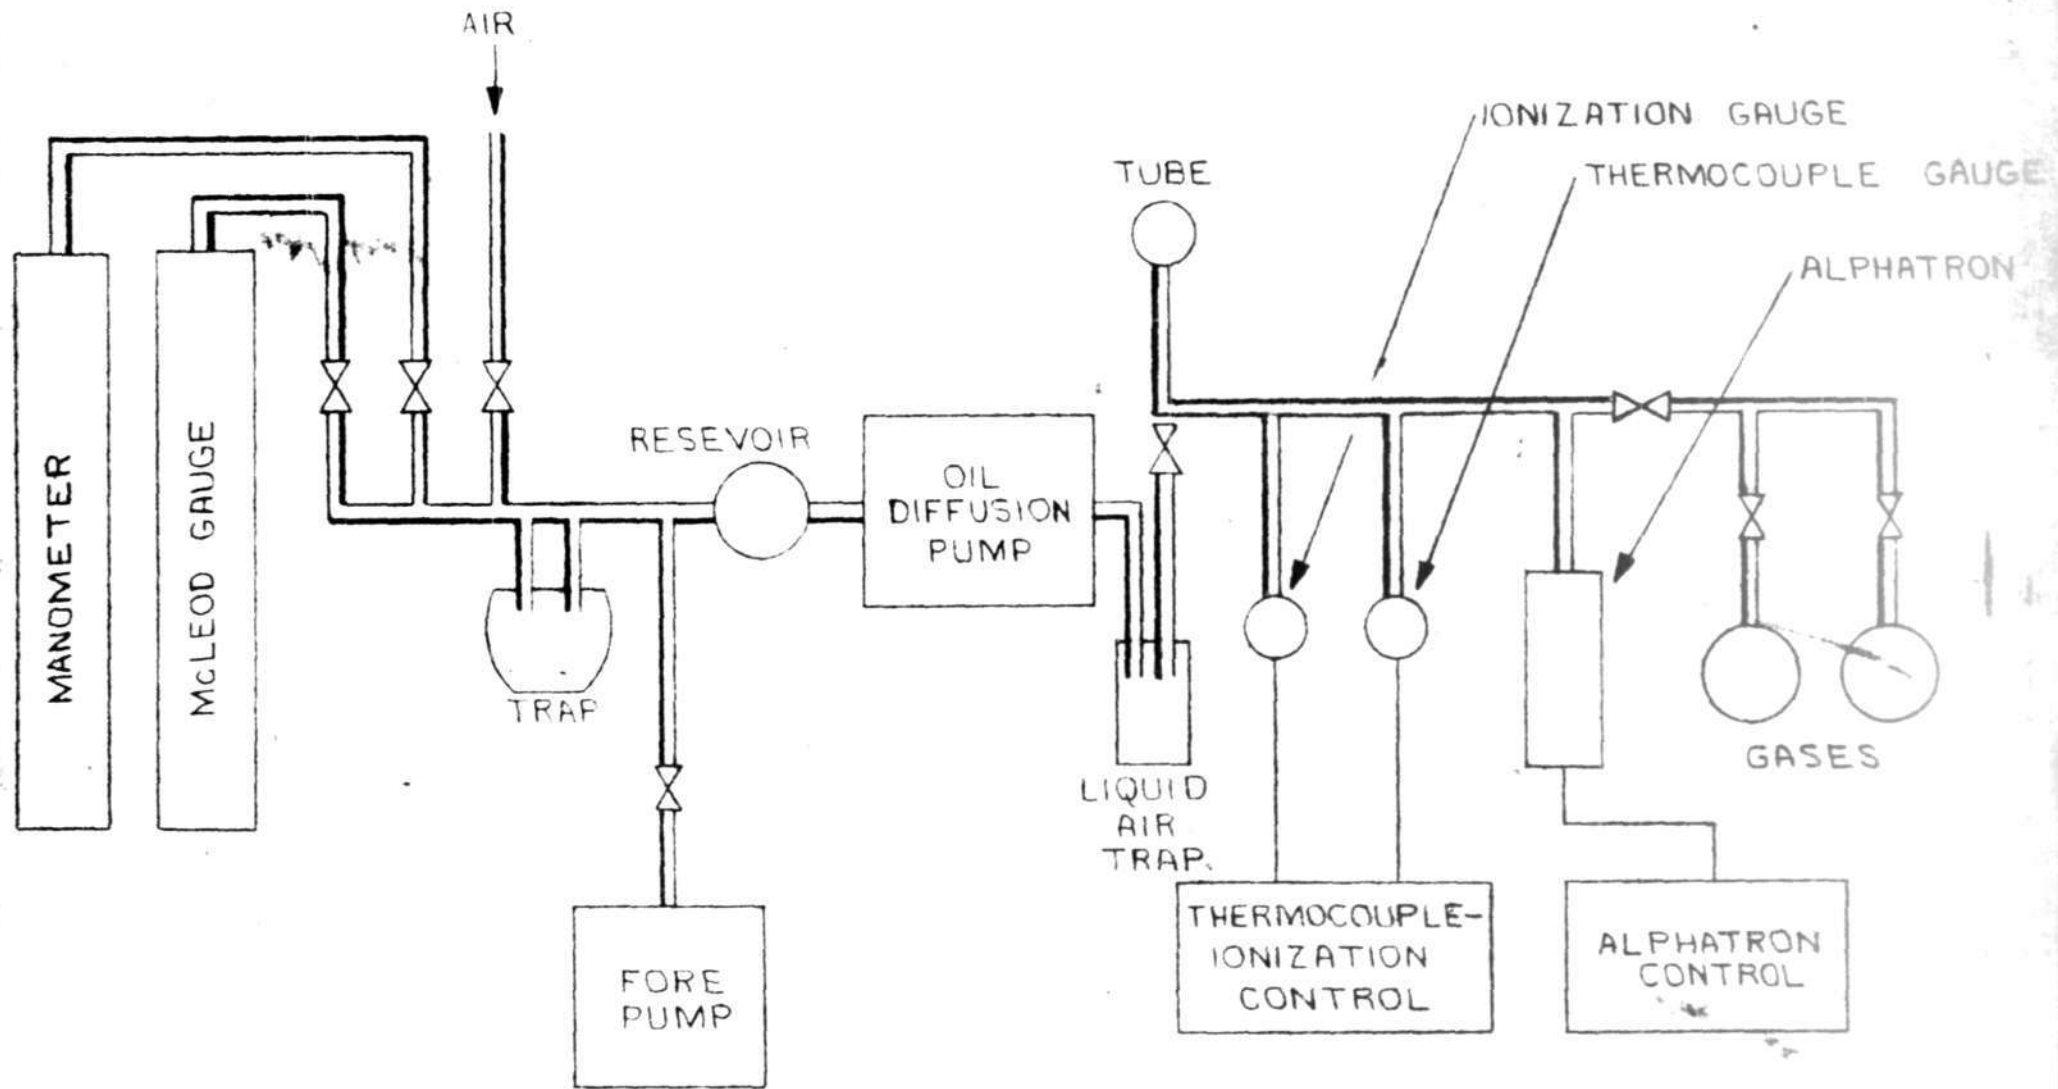 AIR
IONIZATION GAUGE
TUBE
THERMOCOUPLE GAUGE
ALPHATRON
MANOMETER
McLEOD GAUGE
RESEVOIR
OIL
DIFFUSION
PUMP
TRAP
GASES
LIQUID
AIR
TRAP.
THERMOCOUPLE-
IONIZATION
CONTROL
ALPHATRON
CONTROL
FORE
PUMP